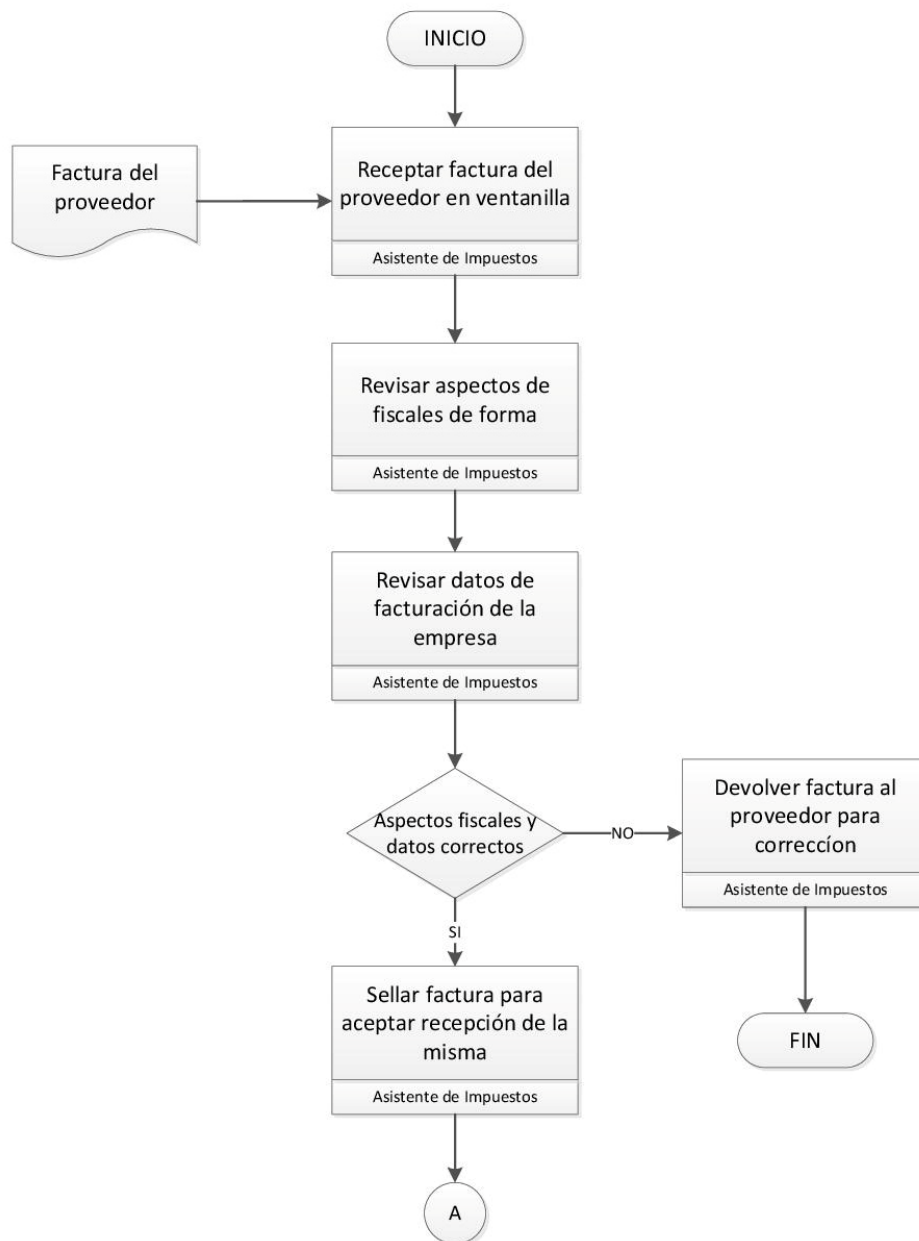 INICIO
Factura del
proveedor
Receptar factura del
proveedor en ventanilla
Asistente de Impuestos
Revisar aspectos de
fiscales de forma
Asistente de Impuestos
Revisar datos de
facturación de la
empresa
Asistente de Impuestos
Aspectos fiscales y
datos correctos
NO
Devolver factura al
proveedor para
correccíon
Asistente de Impuestos
FIN
SI
Sellar factura para
aceptar recepción de la
misma
Asistente de Impuestos
A